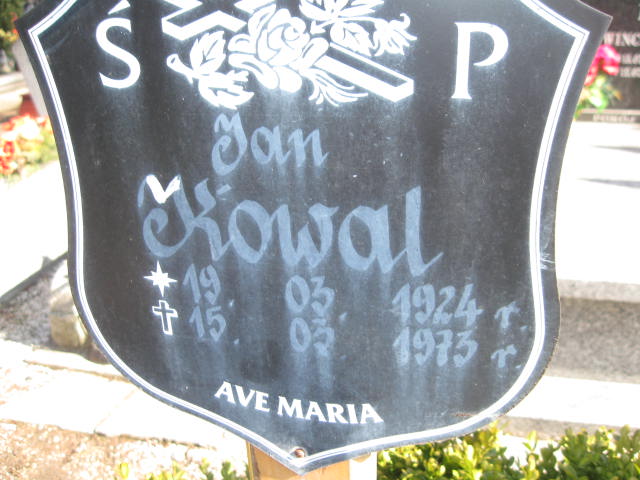 Ś P
Jan
Kowal
19. 03. 1924 r.
15. 03 1973 r.
AVE MARIA